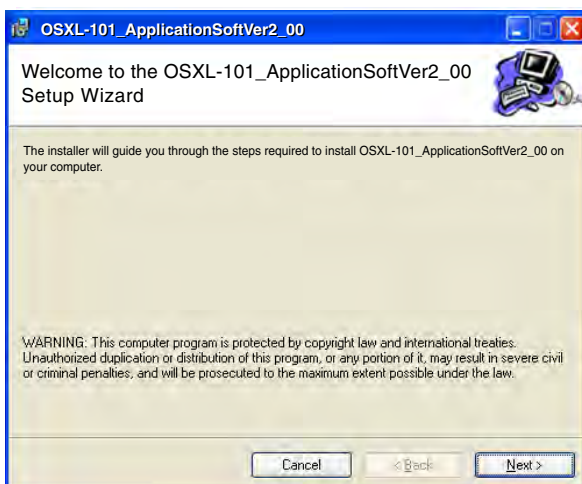 OSXL-101_ApplicationSoftVer2_00
Welcome to the OSXL-101_ApplicationSoftVer2_00
Setup Wizard
The installer will guide you through the steps required to install OSXL-101_ApplicationSoftVer2_00 on
your computer.
WARNING: This computer program is protected by copyright law and international treaties.
Unauthorized duplication or distribution of this program, or any portion of it, may result in severe civil
or criminal penalties, and will be prosecuted to the maximum extent possible under the law.
Cancel
< Back
Next >